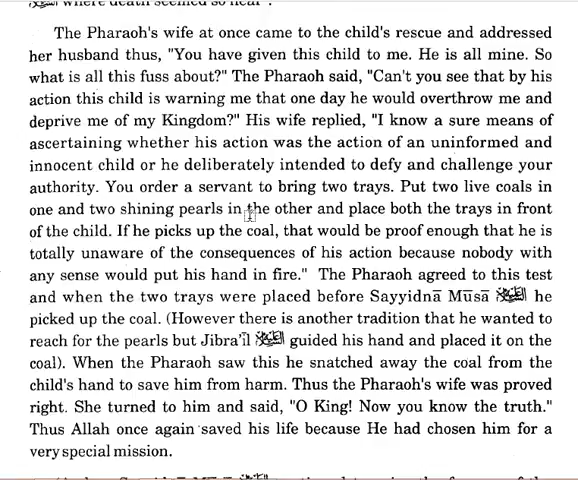 where death seemed so near".
The Pharaoh's wife at once came to the child's rescue and addressed
her husband thus, "You have given this child to me. He is all mine. So
what is all this fuss about?" The Pharaoh said, "Can't you see that by his
action this child is warning me that one day he would overthrow me and
deprive me of my Kingdom?" His wife replied, "I know a sure means of
ascertaining whether his action was the action of an uninformed and
innocent child or he deliberately intended to defy and challenge your
authority. You order a servant to bring two trays. Put two live coals in
one and two shining pearls in the other and place both the trays in front
of the child. If he picks up the coal, that would be proof enough that he is
totally unaware of the consequences of his action because nobody with
any sense would put his hand in fire." The Pharaoh agreed to this test
and when the two trays were placed before Sayyidnā Mūsā he
picked up the coal. (However there is another tradition that he wanted to
reach for the pearls but Jibra'īl guided his hand and placed it on the
coal). When the Pharaoh saw this he snatched away the coal from the
child's hand to save him from harm. Thus the Pharaoh's wife was proved
right. She turned to him and said, "O King! Now you know the truth."
Thus Allah once again saved his life because He had chosen him for a
very special mission.